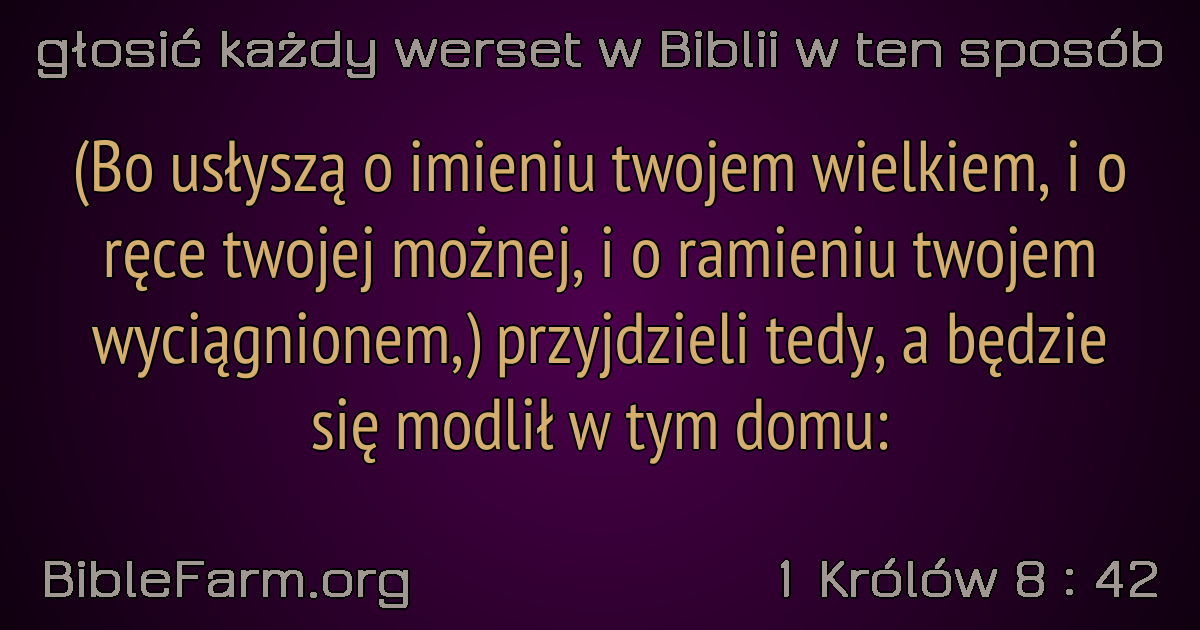 głosić każdy werset w Biblii w ten sposób
(Bo usłyszą o imieniu twojem wielkiem, i o
ręce twojej możnej, i o ramieniu twojem
wyciągnionem,) przyjdzieli tedy, a będzie
się modlił w tym domu:
BibleFarm.org
1 Królów 8 : 42